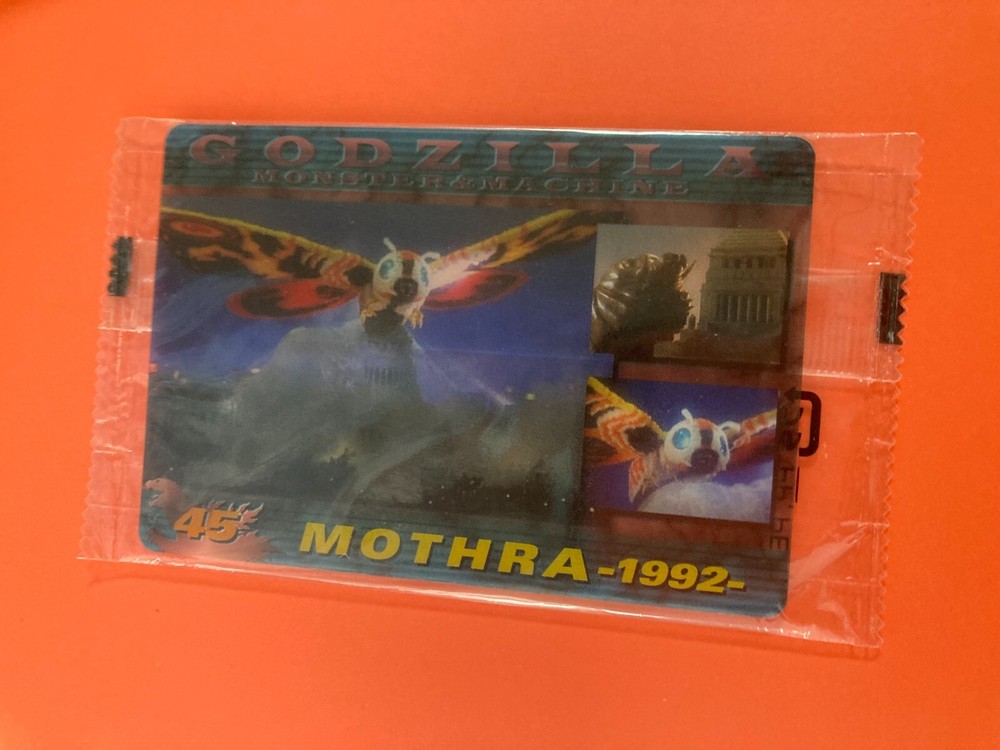 GODZILLA
MONSTER&MACHINE
45
MOTHRA -1992-